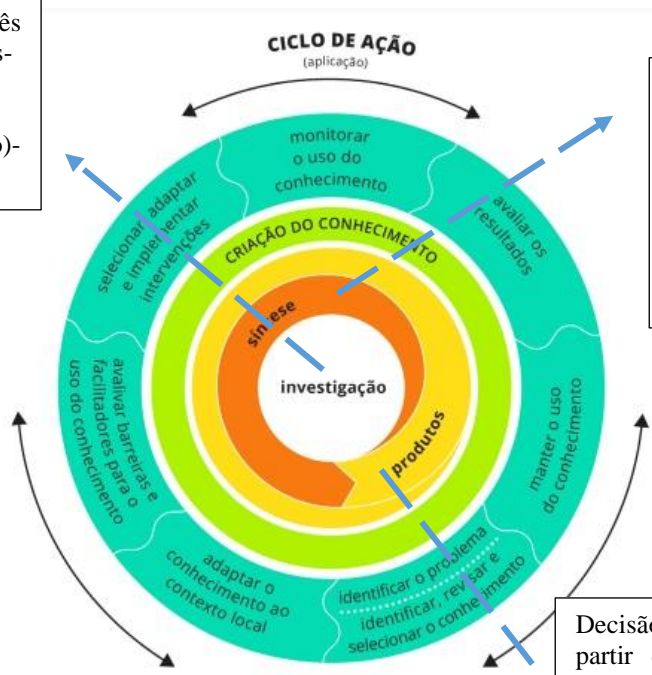 ês
s-
)-
CICLO DE AÇÃO
(aplicação)
monitorar
o uso do
conhecimento
avaliar os
resultados
manter o uso
do conhecimento
identificar o problema
identificar, revisar e
selecionar o conhecimento
adaptar o
conhecimento ao
contexto local
avalivar barreiras e
facilitadores para o
uso do conhecimento
selecionar, adaptar
e implementar
intervenções
CRIAÇÃO DO CONHECIMENTO
síntese
investigação
produtos
Decisão
partir